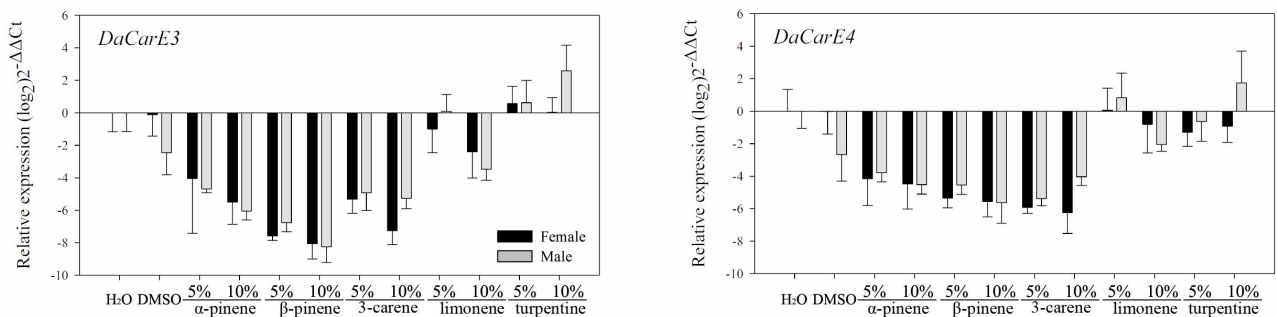 DaCarE3
Relative expression (log₂)2⁻ΔΔCt
6
4
2
0
-2
-4
-6
-8
-10
Female
Male
H₂O DMSO 5% 10% 5% 10% 5% 10% 5% 10% 5% 10%
α-pinene β-pinene 3-carene limonene turpentine
DaCarE4
Relative expression (log₂)2⁻ΔΔCt
6
4
2
0
-2
-4
-6
-8
-10
H₂O DMSO 5% 10% 5% 10% 5% 10% 5% 10% 5% 10%
α-pinene β-pinene 3-carene limonene turpentine